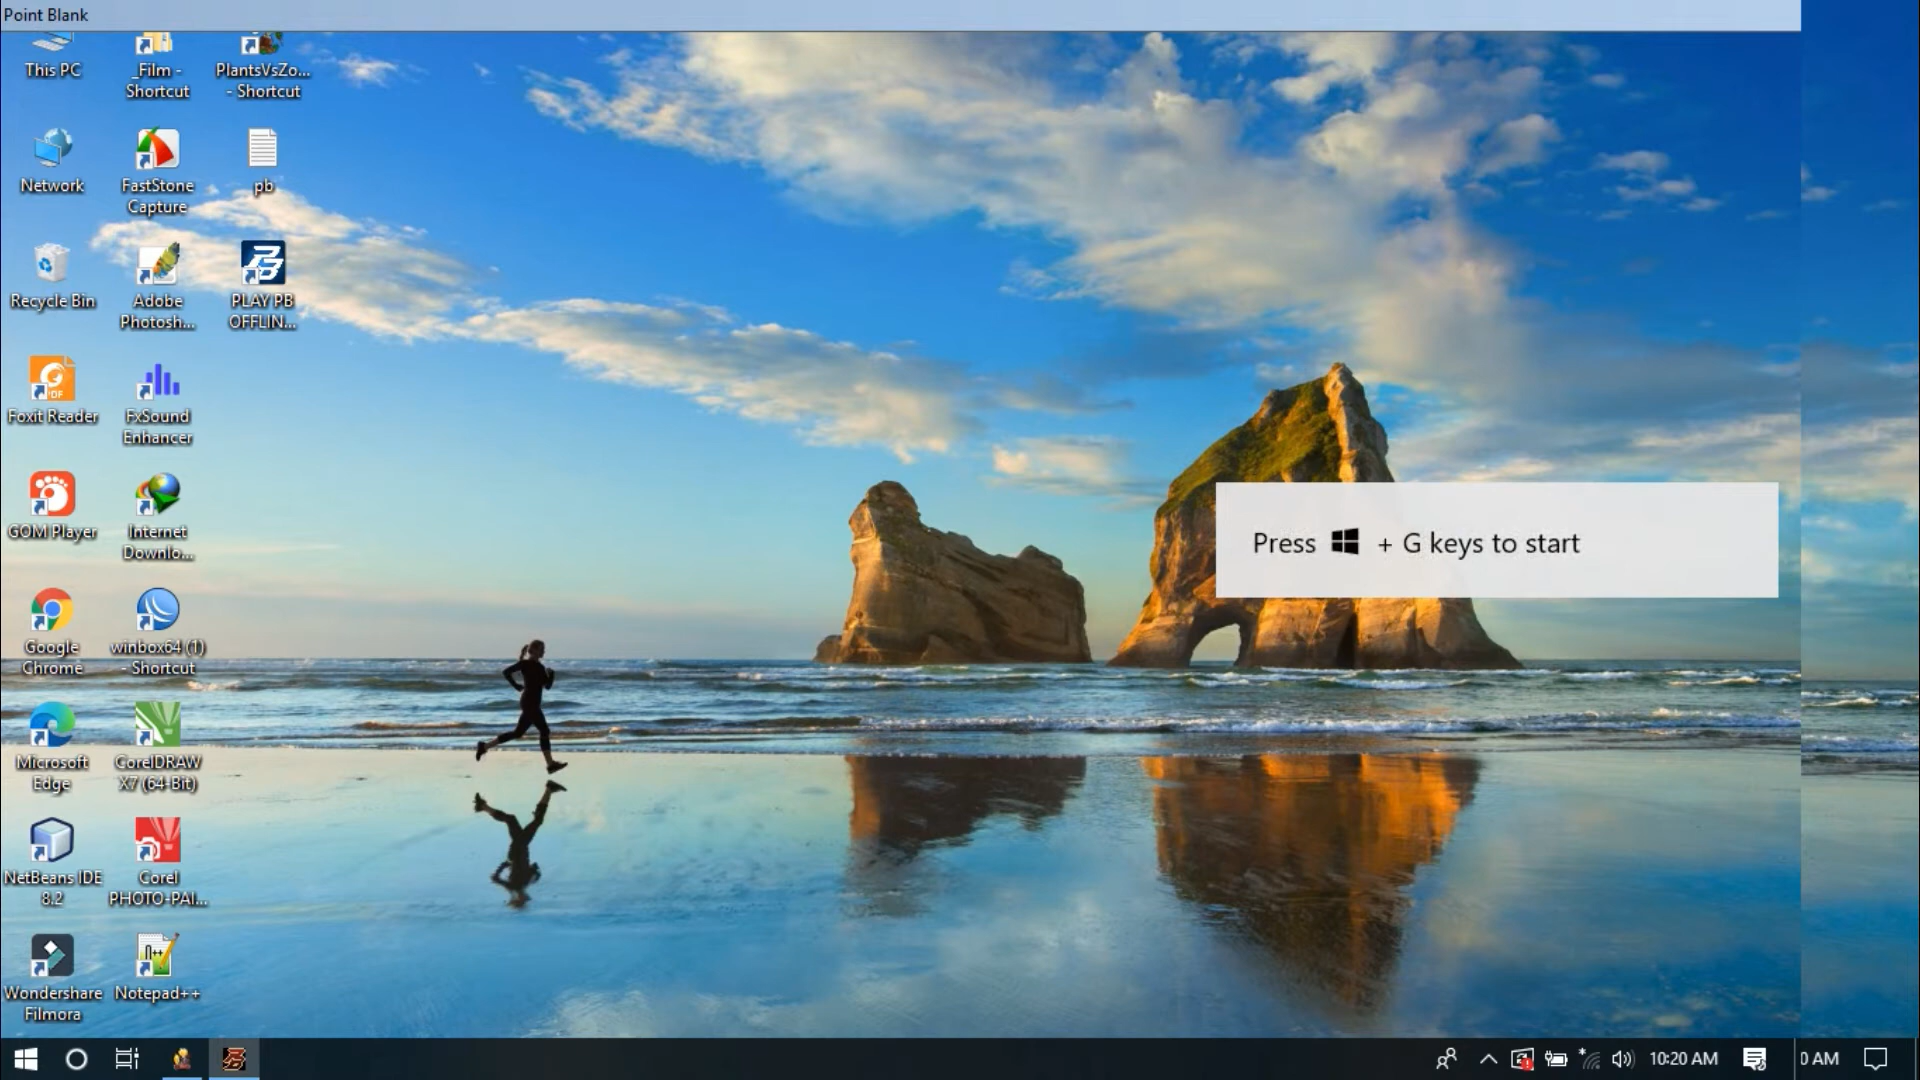 Point Blank
This PC
_Film -
Shortcut
PlantsVsZo...
- Shortcut
Network
FastStone
Capture
pb
Recycle Bin
Adobe
Photosh...
PLAY PB
OFFLIN...
Foxit Reader
FxSound
Enhancer
GOM Player
Internet
Downlo...
Press + G keys to start
Google
Chrome
winbox64 (1)
- Shortcut
Microsoft
Edge
CorelDRAW
X7 (64-Bit)
NetBeans IDE
8.2
Corel
PHOTO-PAI...
Wondershare
Filmora
Notepad++
10:20 AM
0 AM